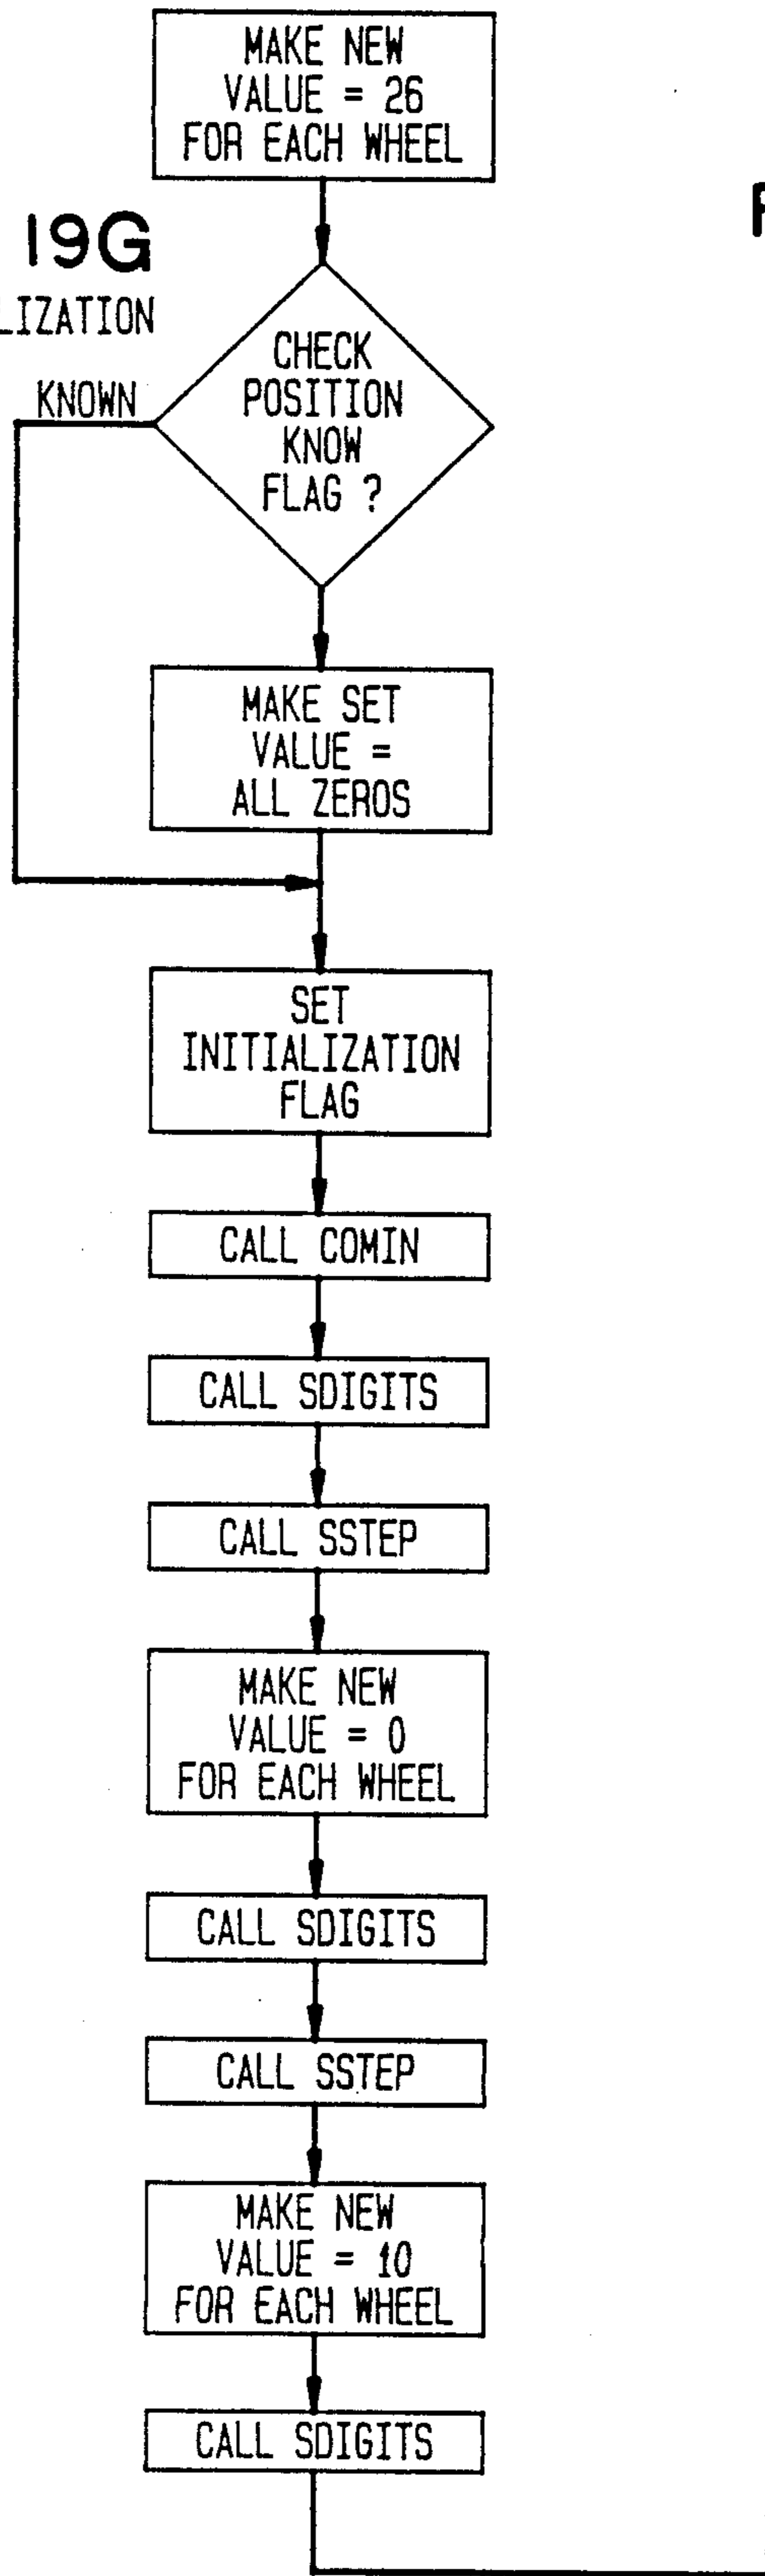 MAKE NEW
VALUE = 26
FOR EACH WHEEL
19G
LIZATION
CHECK
POSITION
KNOW
FLAG ?
KNOWN
MAKE SET
VALUE =
ALL ZEROS
SET
INITIALIZATION
FLAG
CALL COMIN
CALL SDIGITS
CALL SSTEP
MAKE NEW
VALUE = 0
FOR EACH WHEEL
CALL SDIGITS
CALL SSTEP
MAKE NEW
VALUE = 10
FOR EACH WHEEL
CALL SDIGITS